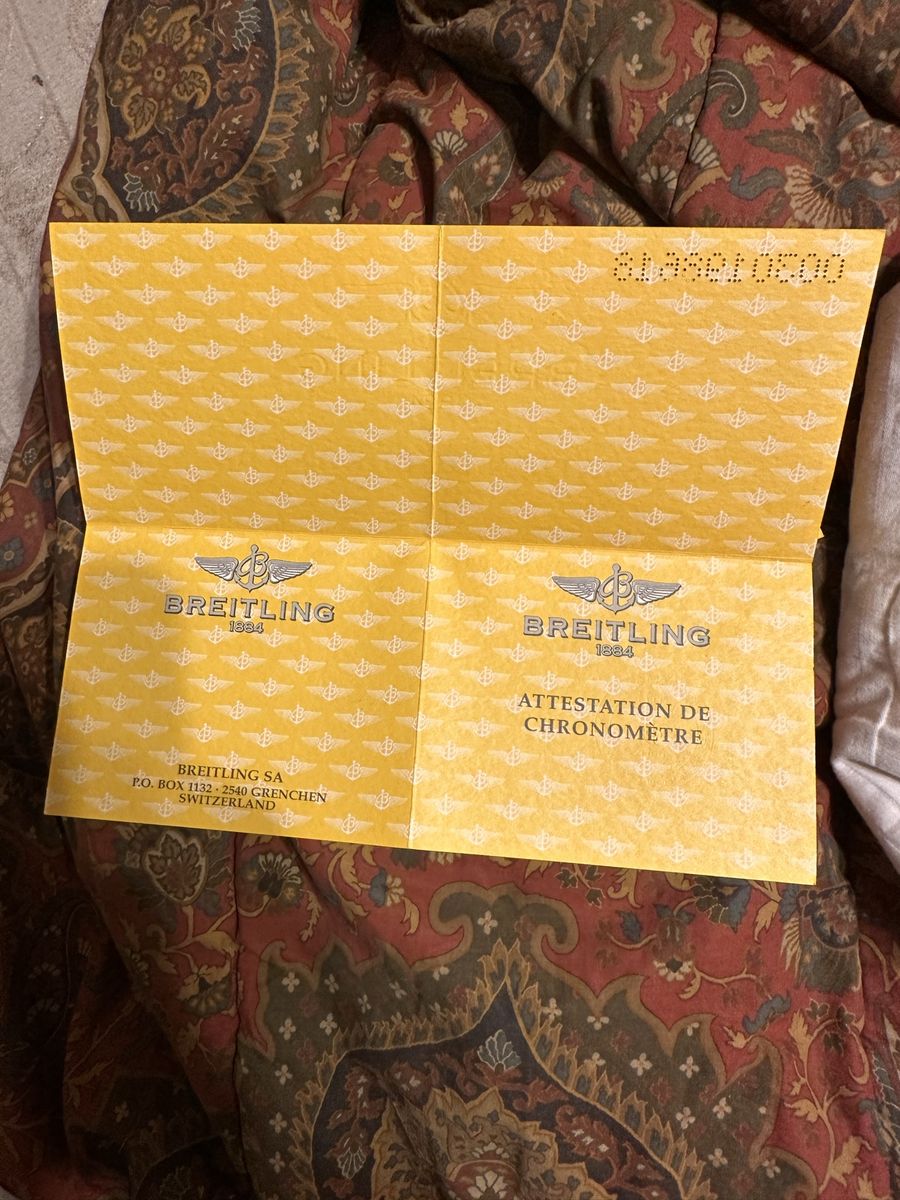 BREITLING
1884
BREITLING SA
P.O. BOX 1132 · 2540 GRENCHEN
SWITZERLAND
BREITLING
1884
ATTESTATION DE
CHRONOMÈTRE